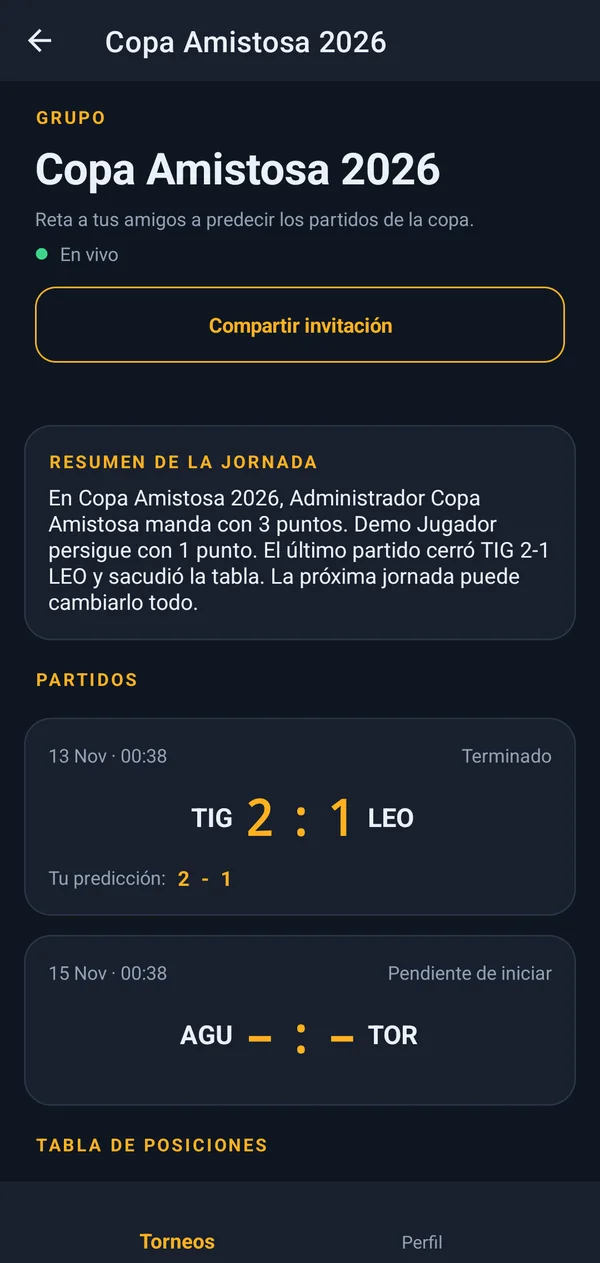 Copa Amistosa 2026
GRUPO
Copa Amistosa 2026
Reta a tus amigos a predecir los partidos de la copa.
En vivo
Compartir invitación
RESUMEN DE LA JORNADA
En Copa Amistosa 2026, Administrador Copa
Amistosa manda con 3 puntos. Demo Jugador
persigue con 1 punto. El último partido cerró TIG 2-1
LEO y sacudió la tabla. La próxima jornada puede
cambiarlo todo.
PARTIDOS
13 Nov · 00:38 Terminado
TIG 2 : 1 LEO
Tu predicción: 2 - 1
15 Nov · 00:38 Pendiente de iniciar
AGU – : – TOR
TABLA DE POSICIONES
Torneos Perfil